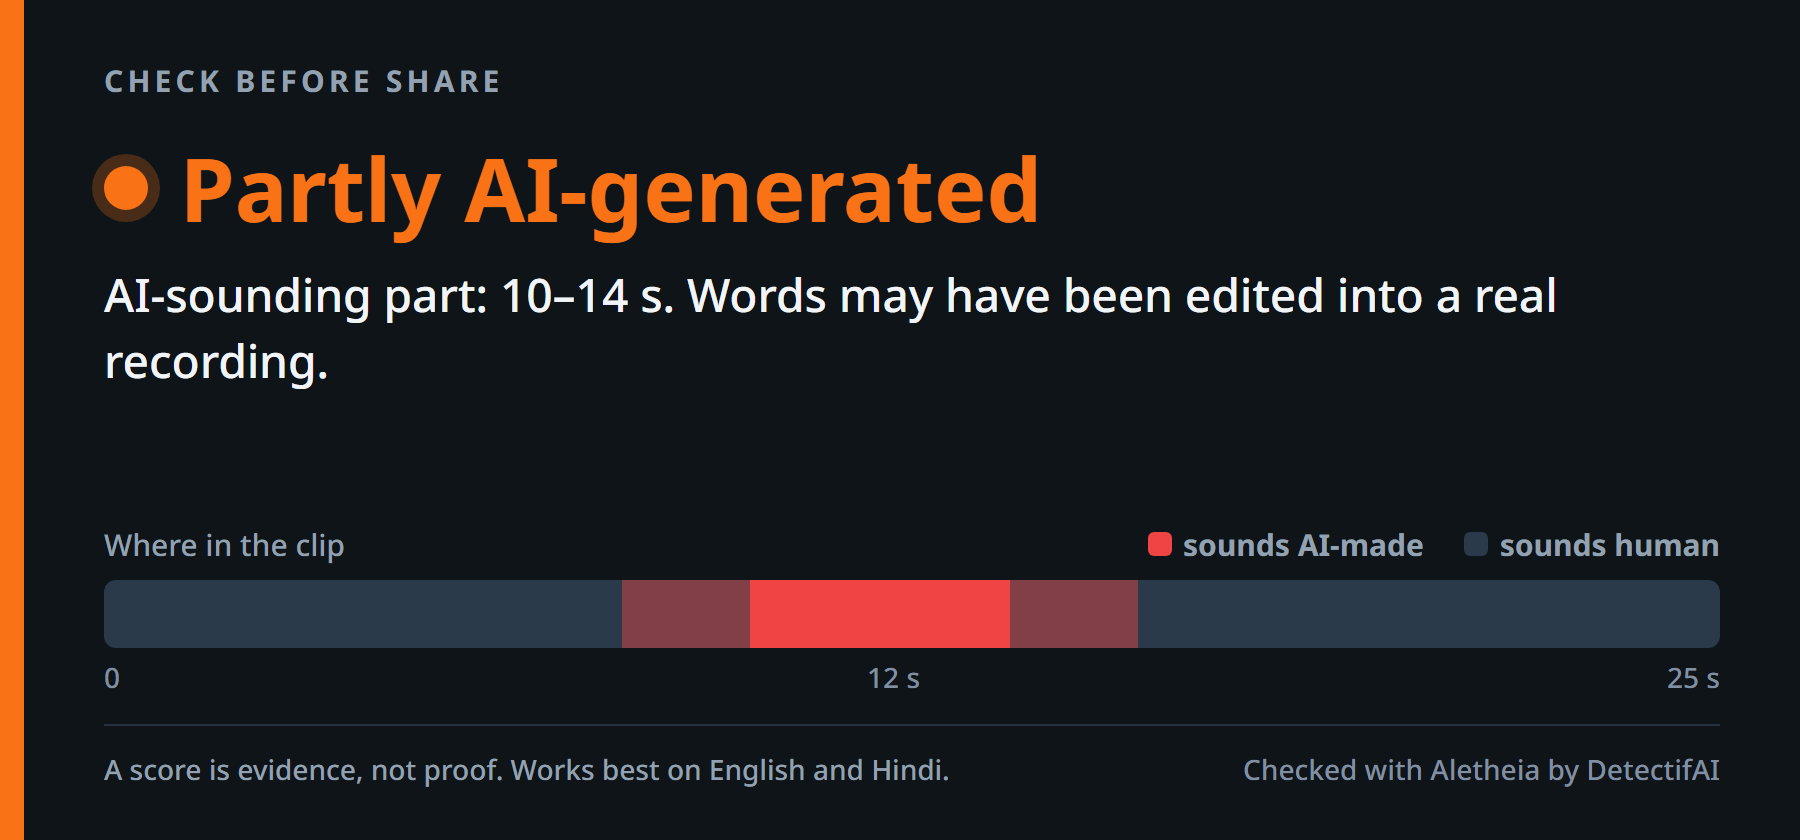 CHECK BEFORE SHARE
Partly AI-generated
AI-sounding part: 10–14 s. Words may have been edited into a real
recording.
Where in the clip
sounds AI-made
sounds human
0
12 s
25 s
A score is evidence, not proof. Works best on English and Hindi.
Checked with Aletheia by DetectifAI